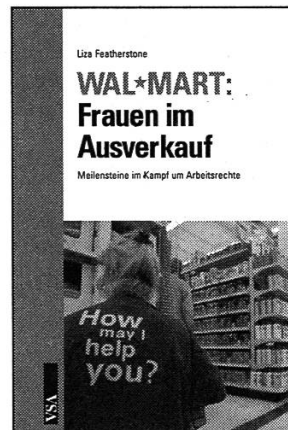 Liza Featherstone
WAL★MART:
Frauen im
Ausverkauf
Meilensteine im Kampf um Arbeitsrechte
How
may I
help
you?
VSA